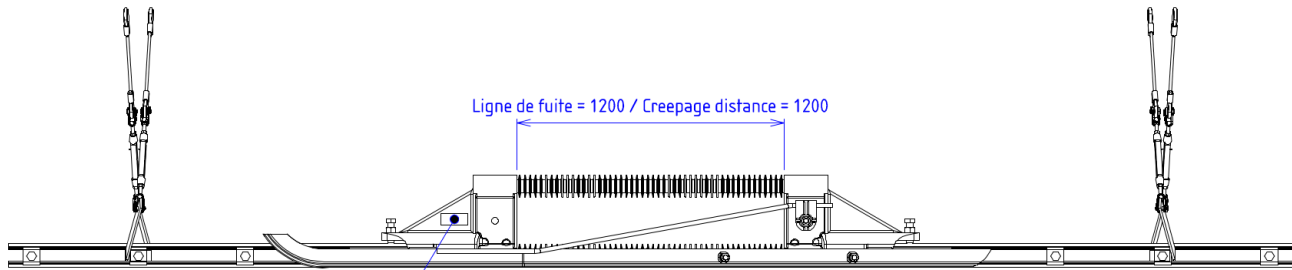 Ligne de fuite = 1200 / Creepage distance = 1200